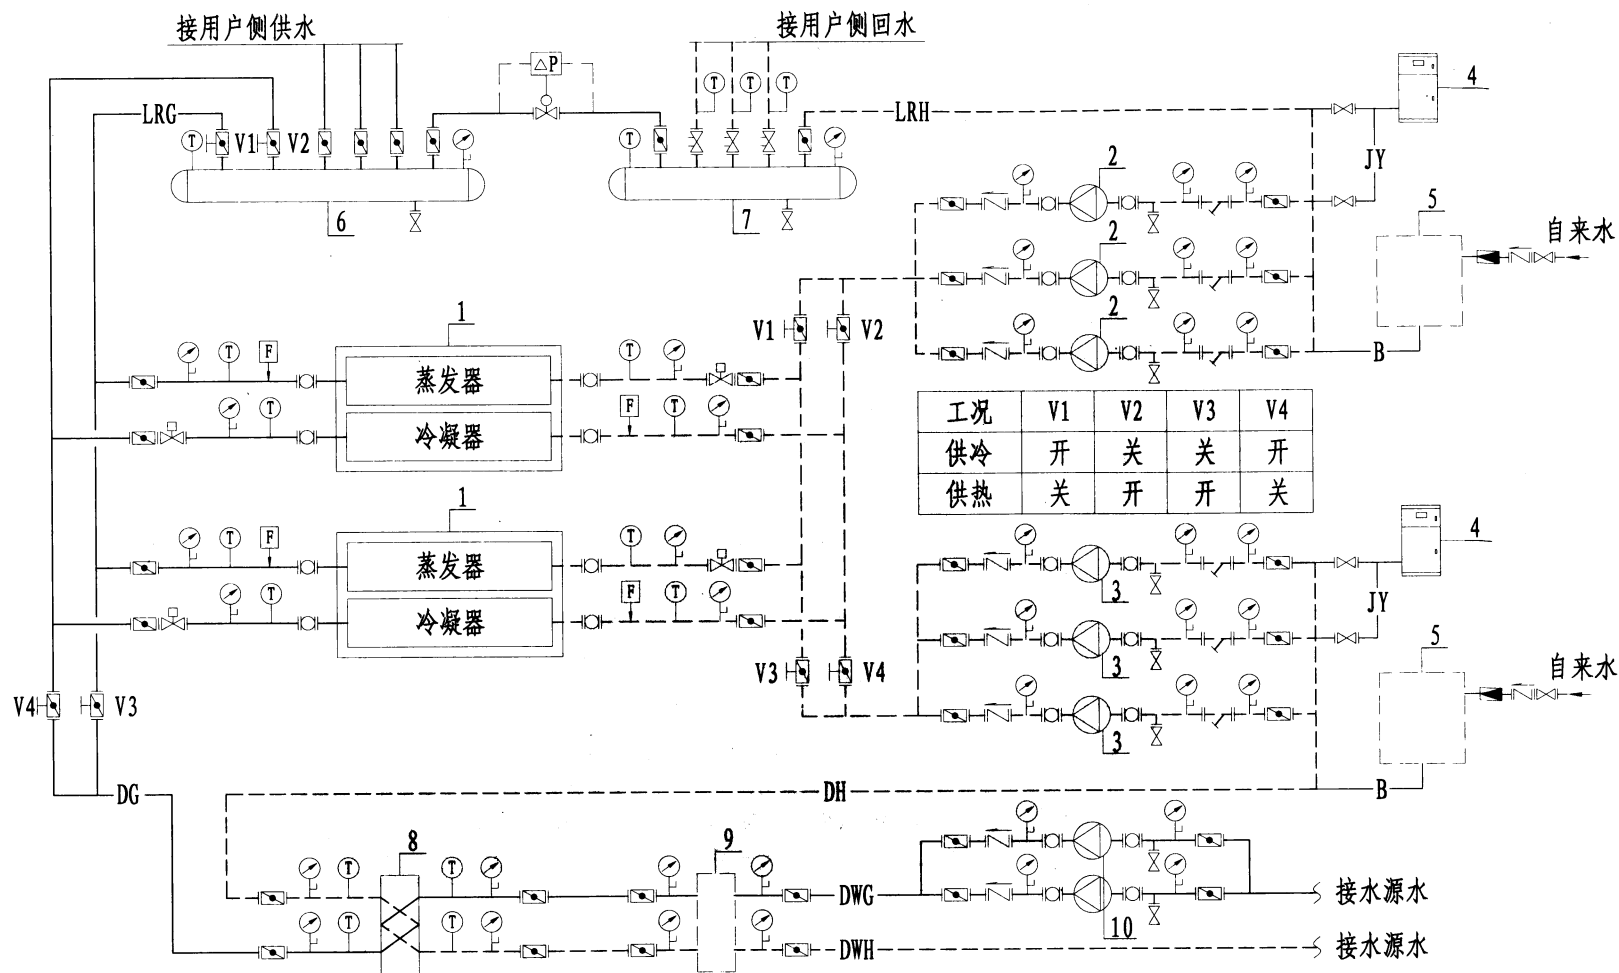 接用户侧供水
接用户侧回水
△P
T
T
T
4
LRG
LRH
T
V1
V2
T
JY
2
6
7
5
自来水
2
1
V1
V2
2
T
F
蒸发器
T
B
T
冷凝器
F
T
工况 V1 V2 V3 V4
供冷 开 关 关 开
供热 关 开 开 关
1
4
T
F
蒸发器
T
3
T
冷凝器
F
T
JY
3
5
自来水
V3
V4
V4
V3
3
DG
DH
B
8
9
T
T
DWG
接水源水
10
T
T
DWH
接水源水